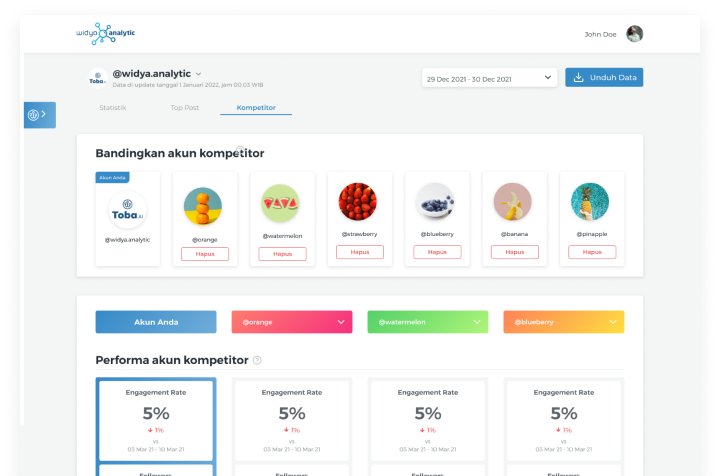 widya analytic
John Doe
Toba.AI
@widya.analytic
Data di update tanggal 1 Januari 2022, jam 00.03 WIB
29 Dec 2021 - 30 Dec 2021
Unduh Data
Statistik
Top Post
Kompetitor
Bandingkan akun kompetitor
Akun Anda
Toba.AI
@widya.analytic
@orange
Hapus
@watermelon
Hapus
@strawberry
Hapus
@blueberry
Hapus
@banana
Hapus
@pinapple
Hapus
Akun Anda
@orange
@watermelon
@blueberry
Performa akun kompetitor ?
Engagement Rate
5%
1%
vs
03 Mar 21 - 10 Mar 21
Engagement Rate
5%
1%
vs
03 Mar 21 - 10 Mar 21
Engagement Rate
5%
1%
vs
03 Mar 21 - 10 Mar 21
Engagement Rate
5%
1%
vs
03 Mar 21 - 10 Mar 21
Followers
Followers
Followers
Followers